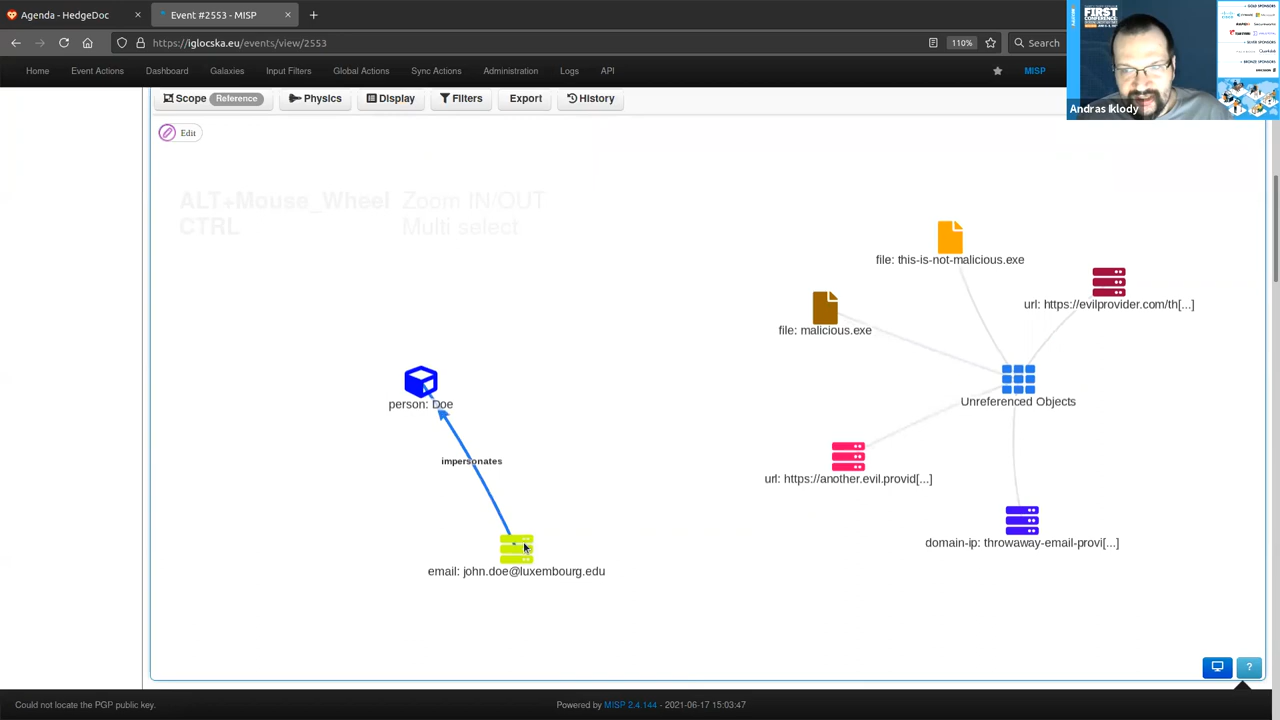 Agenda - HedgeDoc
Event #2553 - MISP
https://iglocska.eu/events/view/2553
110%
Search
Home
Event Actions
Dashboard
Galaxies
Input Filters
Global Actions
Sync Actions
Administration
Logs
API
MISP
FIRST
CONFERENCE
Andras Iklody
Scope Reference
Physics
Display
Filters
Export
History
Edit
ALT+Mouse_Wheel Zoom IN/OUT
CTRL Multi select
file: this-is-not-malicious.exe
url: https://evilprovider.com/th[...]
file: malicious.exe
person: Doe
Unreferenced Objects
impersonates
url: https://another.evil.provid[...]
domain-ip: throwaway-email-provi[...]
email: john.doe@luxembourg.edu
?
Could not locate the PGP public key.
Powered by MISP 2.4.144 - 2021-06-17 15:03:47